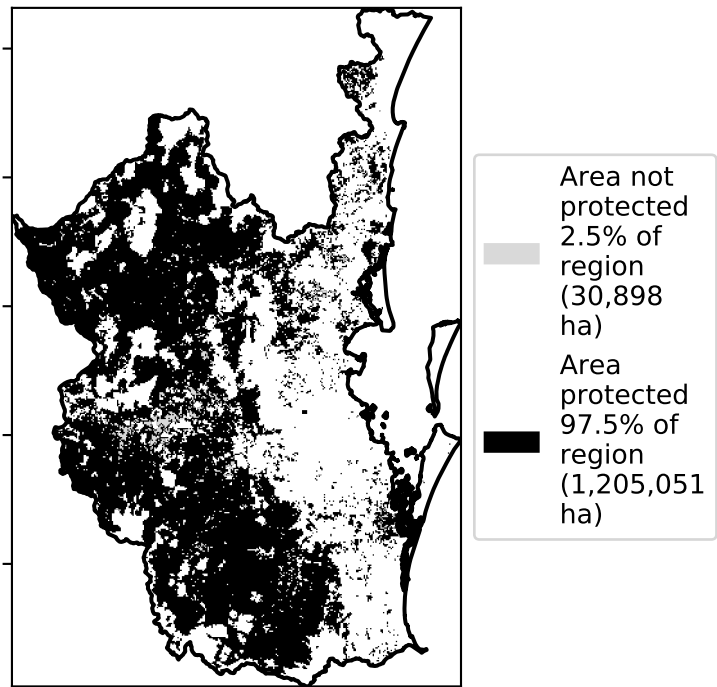 Area not
protected
2.5% of
region
(30,898
ha)
Area
protected
97.5% of
region
(1,205,051
ha)